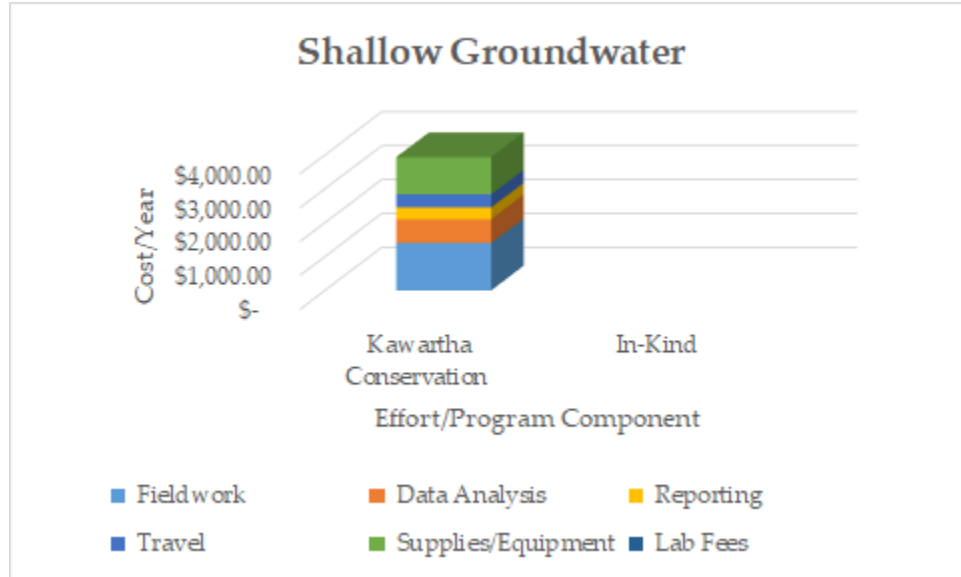 Shallow Groundwater
$4,000.00
$3,000.00
$2,000.00
$1,000.00
$-
Cost/Year
Kawartha
Conservation
In-Kind
Effort/Program Component
Fieldwork Data Analysis Reporting
Travel Supplies/Equipment Lab Fees